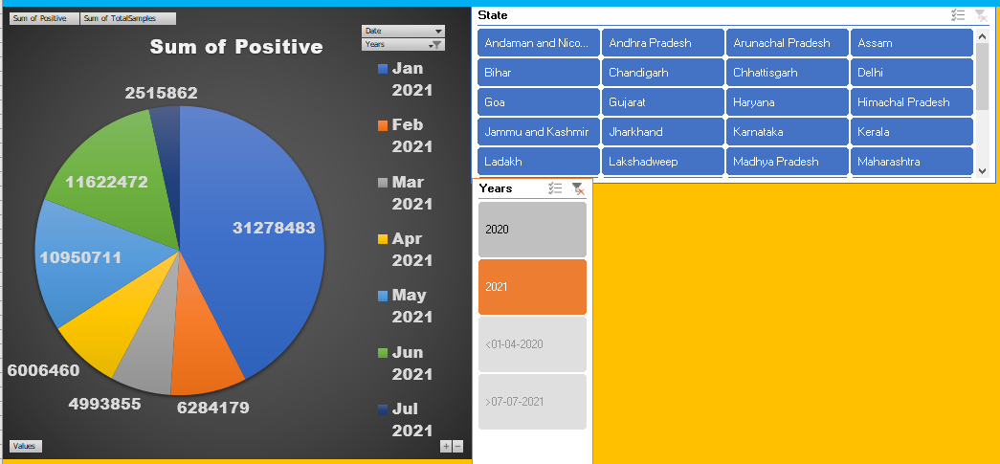 Sum of Positive
Sum of TotalSamples
Date
Years
Sum of Positive
Jan
2021
Feb
2021
Mar
2021
Apr
2021
May
2021
Jun
2021
Jul
2021
2515862
11622472
31278483
10950711
6006460
4993855
6284179
Values
+ −
State
Andaman and Nico...
Andhra Pradesh
Arunachal Pradesh
Assam
Bihar
Chandigarh
Chhattisgarh
Delhi
Goa
Gujarat
Haryana
Himachal Pradesh
Jammu and Kashmir
Jharkhand
Karnataka
Kerala
Ladakh
Lakshadweep
Madhya Pradesh
Maharashtra
Years
2020
2021
<01-04-2020
>07-07-2021